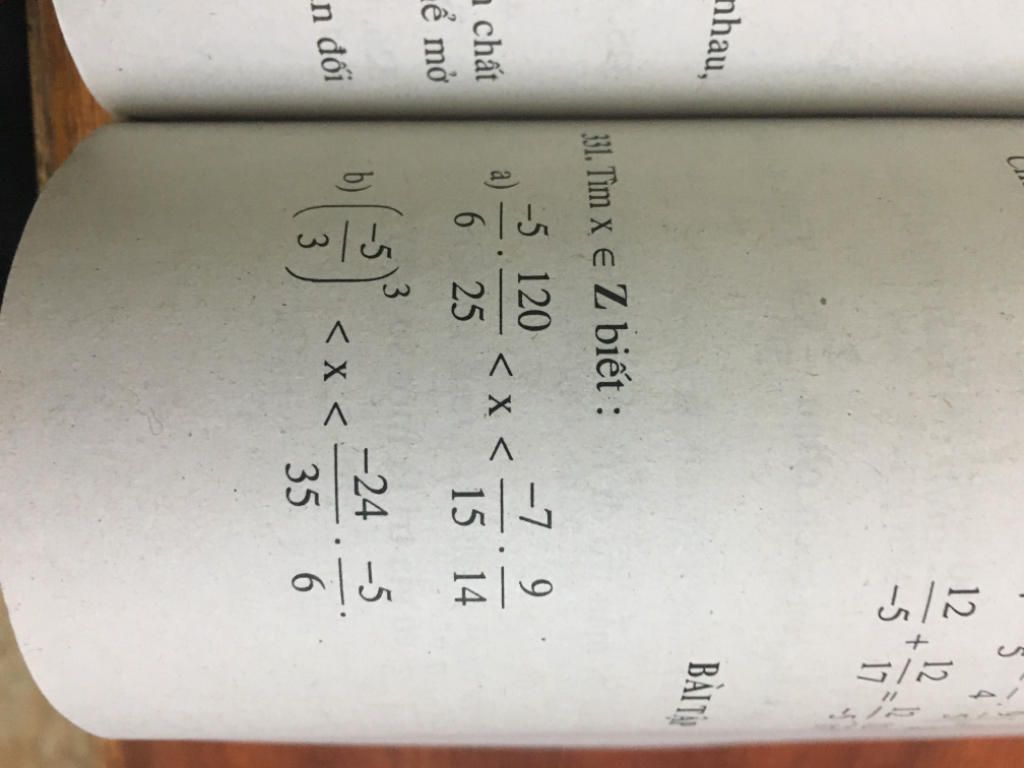 nhau,
chất
ể mở
n đối
12/-5 + 12/17 =
BÀI TẬP
331. Tìm x ∈ Z biết :
a) -5/6 . 120/25 < x < -7/15 . 9/14
b) (-5/3)³ < x < -24/35 . -5/6 .